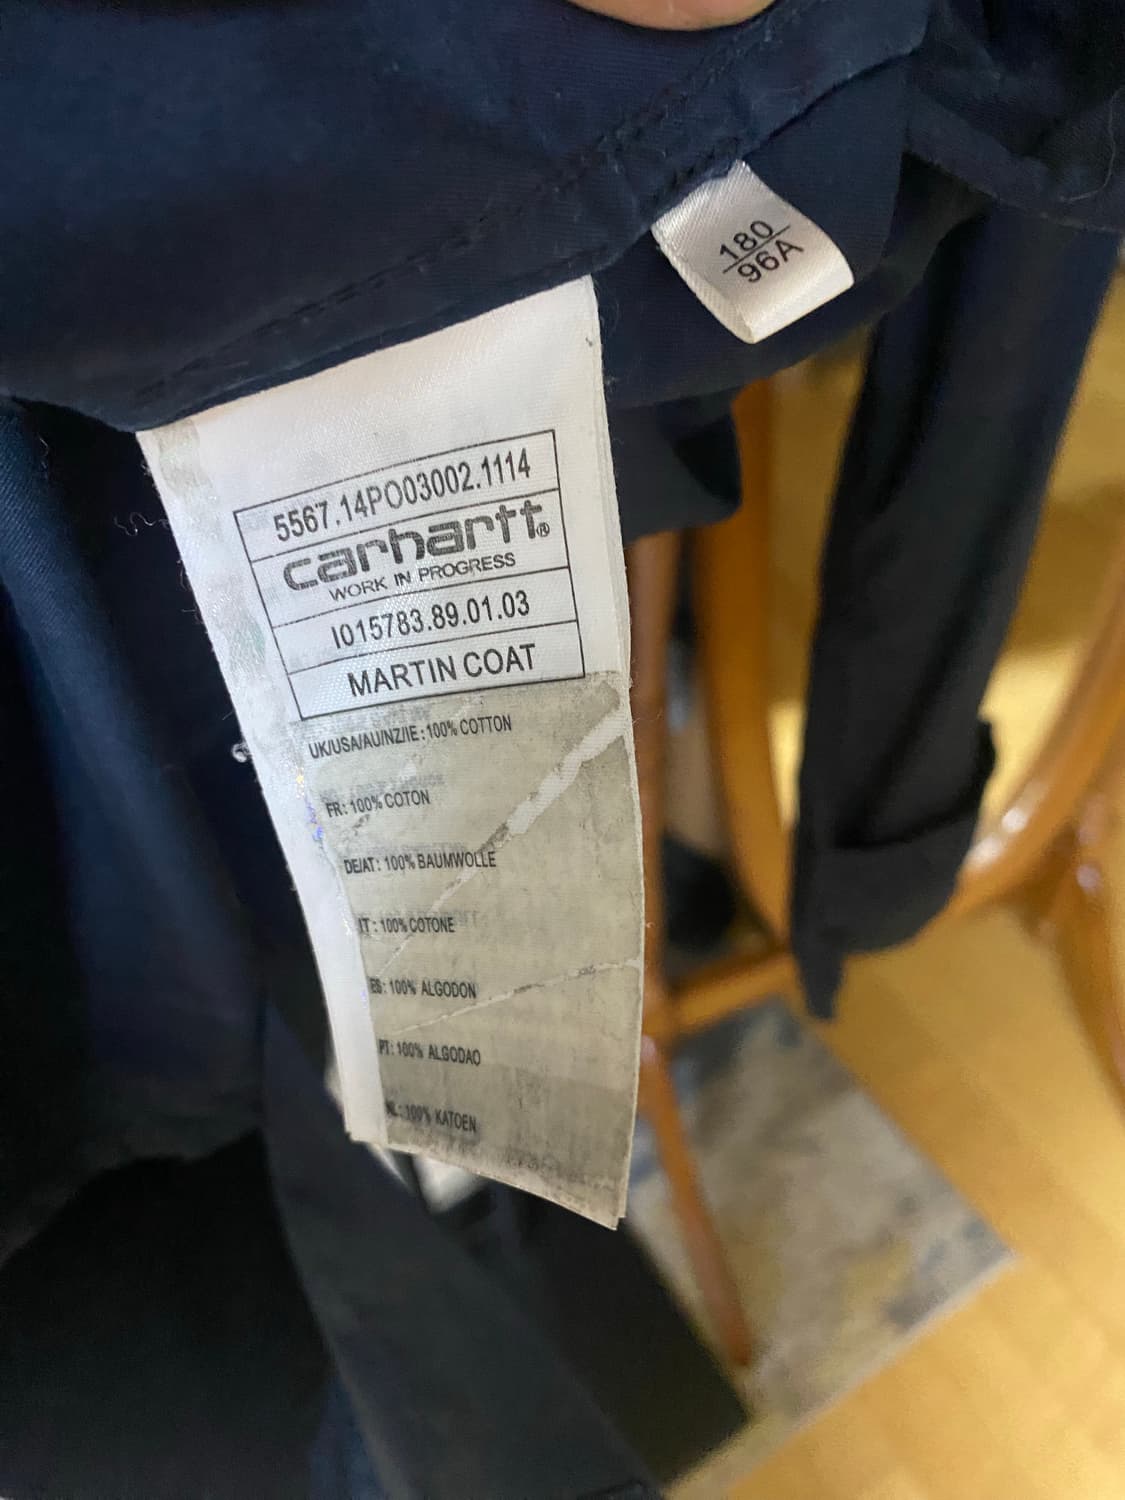 180
96A
5567.14PO03002.1114
carhartt®
WORK IN PROGRESS
I015783.89.01.03
MARTIN COAT
UK/USA/AU/NZ/IE : 100% COTTON
FR: 100% COTON
DE/AT: 100% BAUMWOLLE
IT: 100% COTONE
ES: 100% ALGODON
PT: 100% ALGODAO
NL: 100% KATOEN